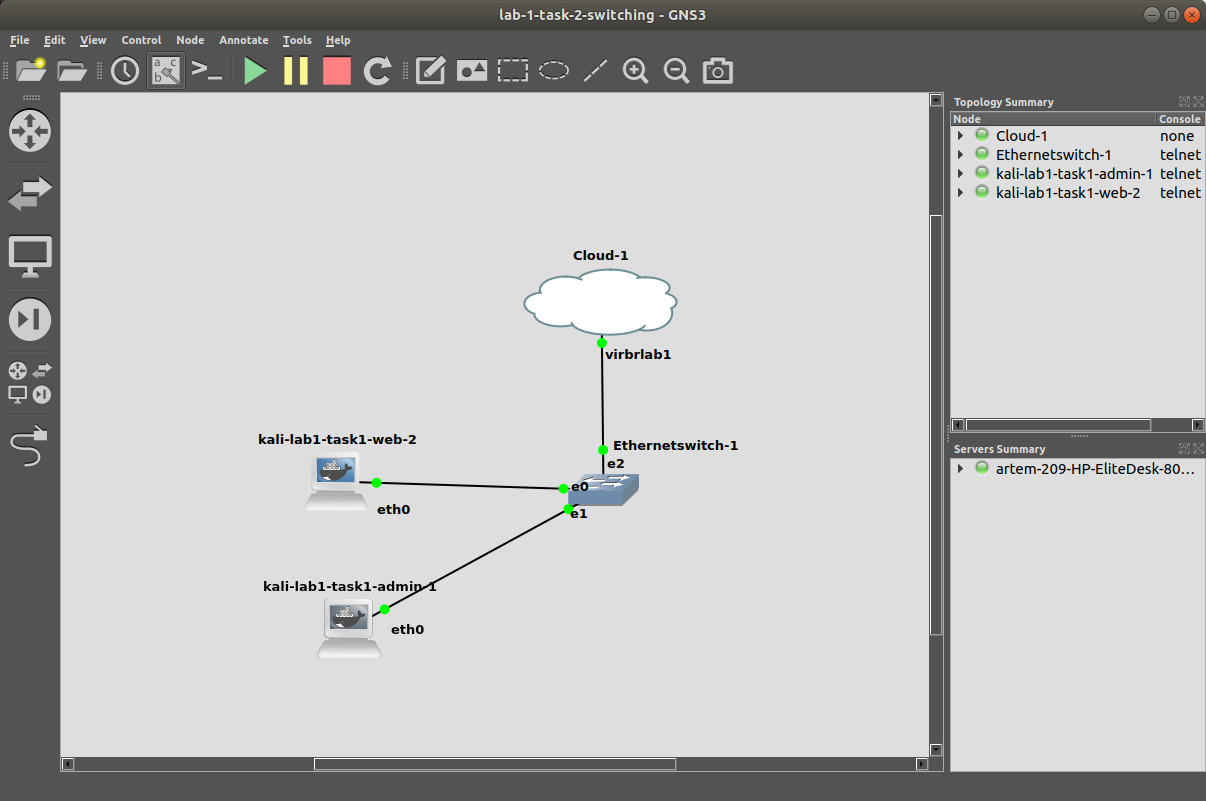 lab-1-task-2-switching - GNS3
File Edit View Control Node Annotate Tools Help
a c
b
>_
Topology Summary
Node Console
Cloud-1 none
Ethernetswitch-1 telnet
kali-lab1-task1-admin-1 telnet
kali-lab1-task1-web-2 telnet
Cloud-1
virbrlab1
Ethernetswitch-1
e2
kali-lab1-task1-web-2
e0
eth0
e1
kali-lab1-task1-admin-1
eth0
Servers Summary
artem-209-HP-EliteDesk-80...